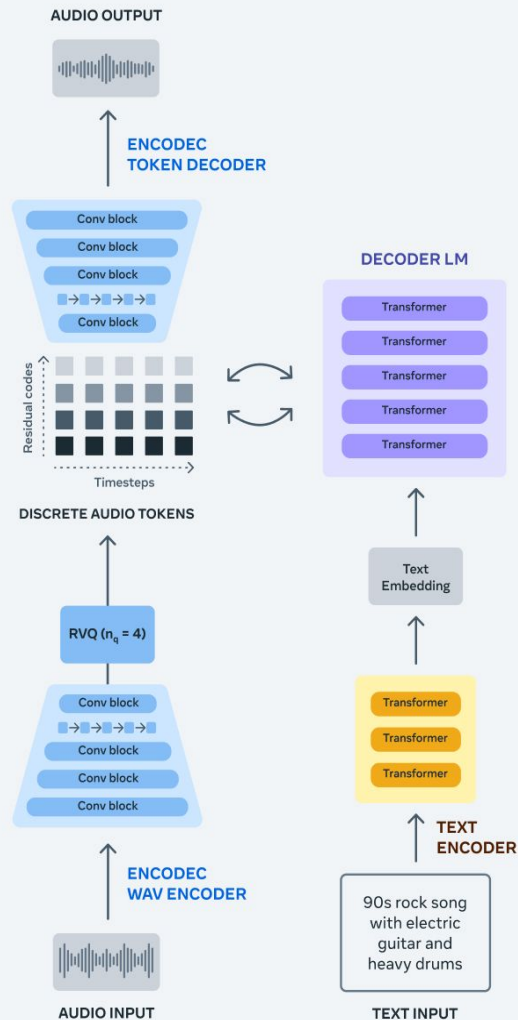 AUDIO OUTPUT
ENCODEC
TOKEN DECODER
Conv block
Conv block
Conv block
Conv block
Residual codes
Timesteps
DISCRETE AUDIO TOKENS
RVQ (nq = 4)
Conv block
Conv block
Conv block
Conv block
ENCODEC
WAV ENCODER
AUDIO INPUT
DECODER LM
Transformer
Transformer
Transformer
Transformer
Transformer
Text
Embedding
Transformer
Transformer
Transformer
TEXT
ENCODER
90s rock song
with electric
guitar and
heavy drums
TEXT INPUT